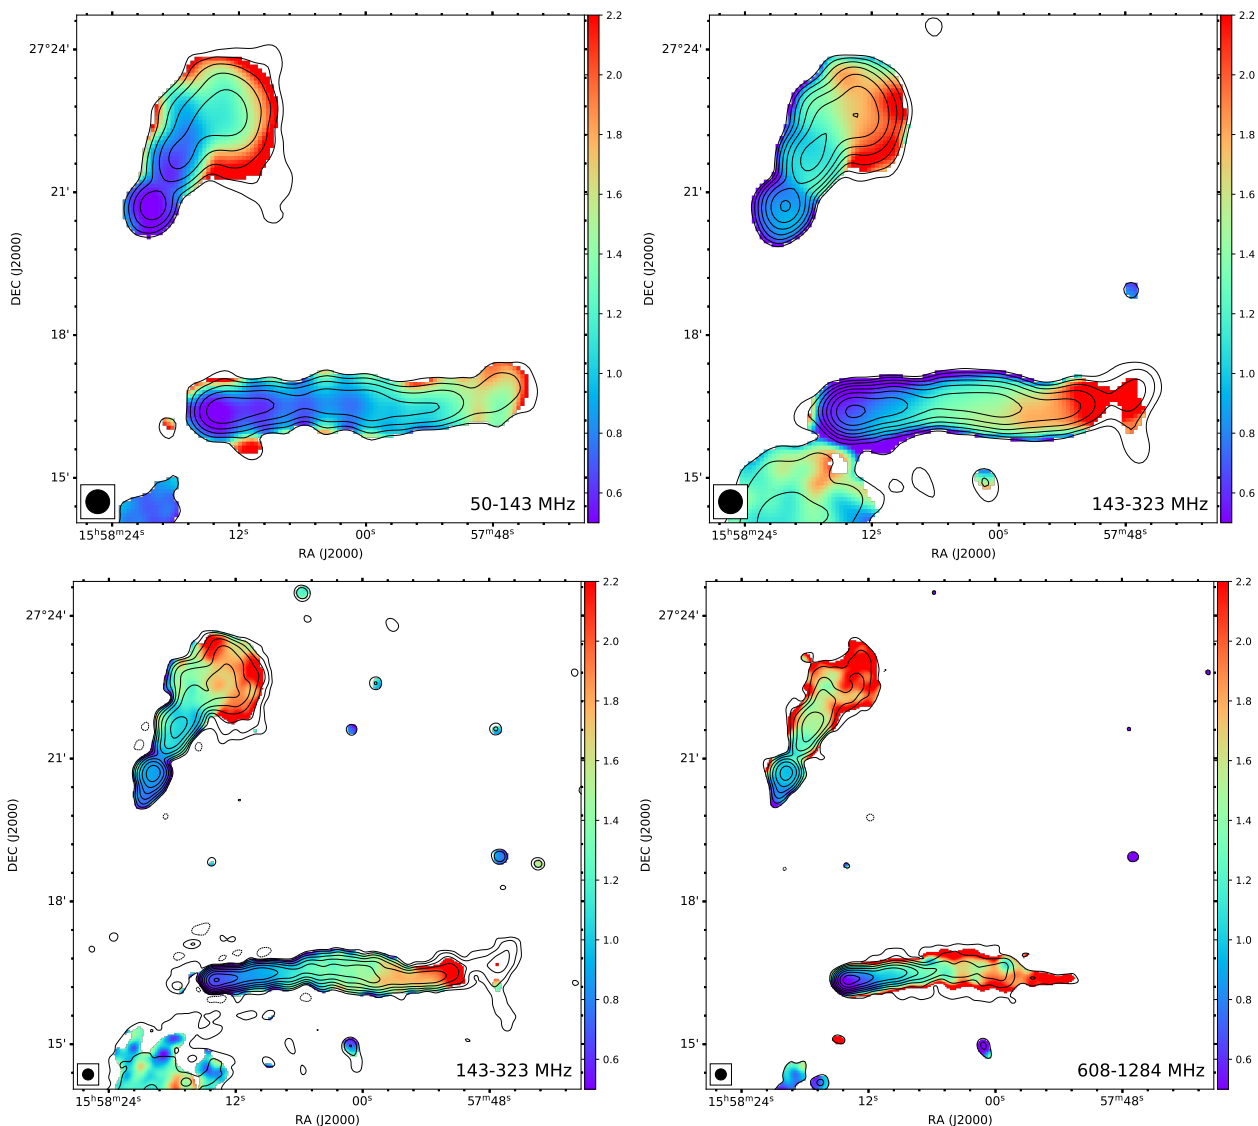 27°24'
21'
18'
15'
DEC (J2000)
15ʰ58ᵐ24ˢ
12ˢ
00ˢ
57ᵐ48ˢ
RA (J2000)
50-143 MHz
2.2
2.0
1.8
1.6
1.4
1.2
1.0
0.8
0.6
27°24'
21'
18'
15'
DEC (J2000)
15ʰ58ᵐ24ˢ
12ˢ
00ˢ
57ᵐ48ˢ
RA (J2000)
143-323 MHz
2.2
2.0
1.8
1.6
1.4
1.2
1.0
0.8
0.6
27°24'
21'
18'
15'
DEC (J2000)
15ʰ58ᵐ24ˢ
12ˢ
00ˢ
57ᵐ48ˢ
RA (J2000)
143-323 MHz
2.2
2.0
1.8
1.6
1.4
1.2
1.0
0.8
0.6
27°24'
21'
18'
15'
DEC (J2000)
15ʰ58ᵐ24ˢ
12ˢ
00ˢ
57ᵐ48ˢ
RA (J2000)
608-1284 MHz
2.2
2.0
1.8
1.6
1.4
1.2
1.0
0.8
0.6